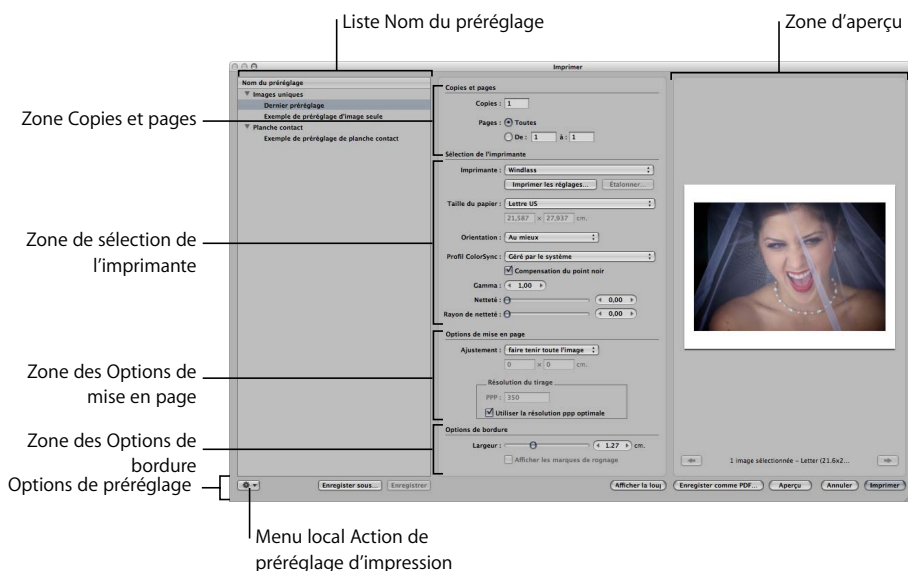 Liste Nom du préréglage
Zone d'aperçu
Imprimer
Nom du préréglage
Images uniques
Dernier préréglage
Exemple de préréglage d'image seule
Planche contact
Exemple de préréglage de planche contact
Zone Copies et pages
Copies et pages
Copies : 1
Pages : Toutes
De : 1 à : 1
Sélection de l'imprimante
Imprimante : Windlass
Imprimer les réglages... Étalonner...
Taille du papier : Lettre US
21,587 × 27,937 cm.
Orientation : Au mieux
Profil ColorSync : Géré par le système
Compensation du point noir
Gamma : 1,00
Netteté : 0,00
Rayon de netteté : 0,00
Zone de sélection de
l'imprimante
Options de mise en page
Ajustement : faire tenir toute l'image
0 × 0 cm.
Résolution du tirage
PPP : 350
Utiliser la résolution ppp optimale
Zone des Options de
mise en page
Options de bordure
Largeur : 1.27 cm.
Afficher les marques de rognage
Zone des Options de
bordure
1 image sélectionnée – Letter (21.6x2...
Options de préréglage
Enregister sous... Enregistrer
Afficher la lou
Enregister comme PDF... Aperçu Annuler Imprimer
Menu local Action de
préréglage d'impression